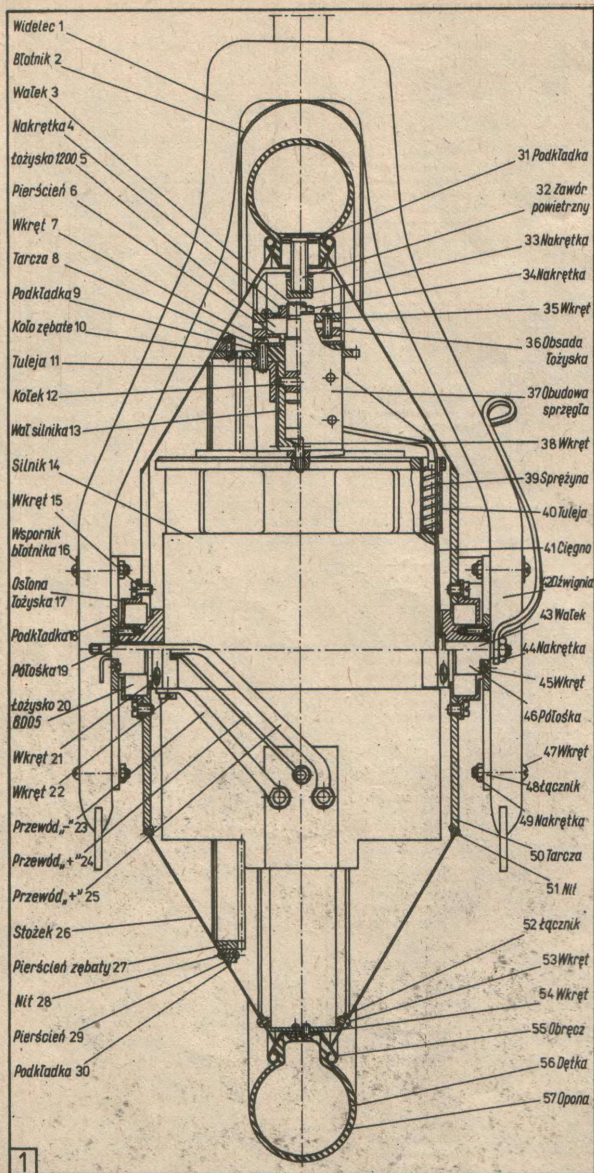 Widelec 1
Błotnik 2
Wałek 3
Nakrętka 4
Łożysko 1200 5
Pierścień 6
Wkręt 7
Tarcza 8
Podkładka 9
Koło zębate 10
Tuleja 11
Kołek 12
Wał silnika 13
Silnik 14
Wkręt 15
Wspornik
błotnika 16
Osłona
łożyska 17
Podkładka 18
Półośka 19
Łożysko 20
6005
Wkręt 21
Wkręt 22
Przewód „-” 23
Przewód „+” 24
Przewód „+” 25
Stożek 26
Pierścień zębaty 27
Nit 28
Pierścień 29
Podkładka 30
31 Podkładka
32 Zawór
powietrzny
33 Nakrętka
34 Nakrętka
35 Wkręt
36 Obsada
łożyska
37 Obudowa
sprzęgła
38 Wkręt
39 Sprężyna
40 Tuleja
41 Cięgno
42 Dźwignia
43 Wałek
44 Nakrętka
45 Wkręt
46 Półośka
47 Wkręt
48 Łącznik
49 Nakrętka
50 Tarcza
51 Nit
52 Łącznik
53 Wkręt
54 Wkręt
55 Obręcz
56 Dętka
57 Opona
1